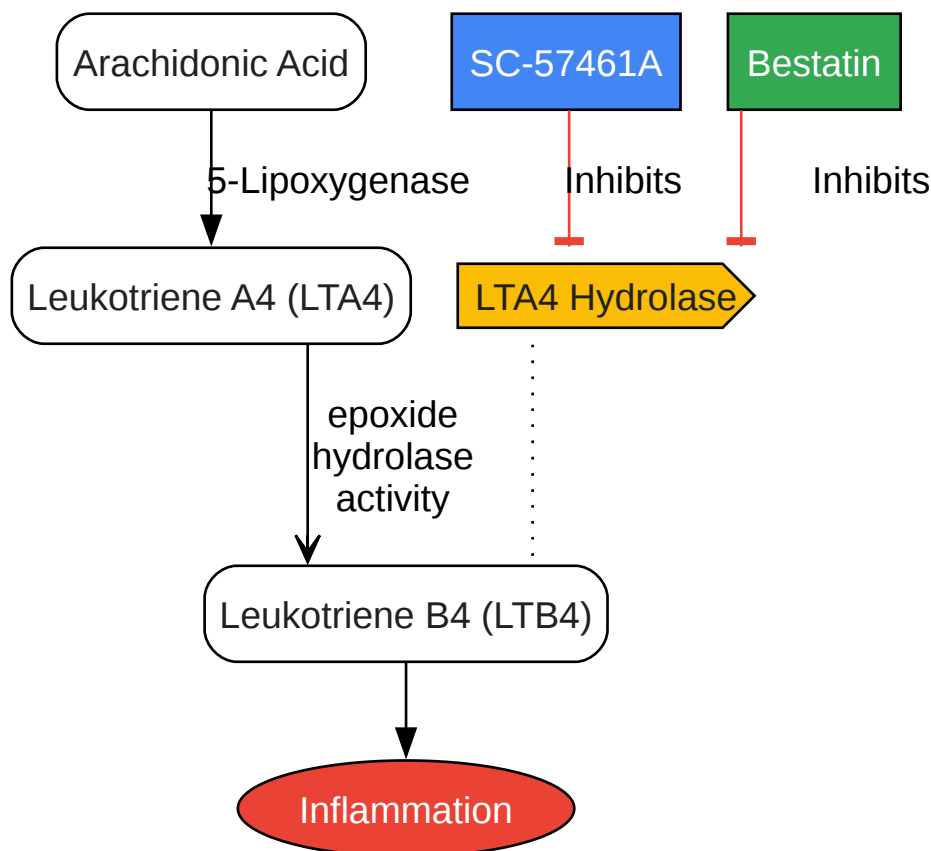 Arachidonic Acid
SC-57461A
Bestatin
5-Lipoxygenase
Inhibits
Inhibits
Leukotriene A4 (LTA4)
LTA4 Hydrolase
epoxide
hydrolase
activity
Leukotriene B4 (LTB4)
Inflammation